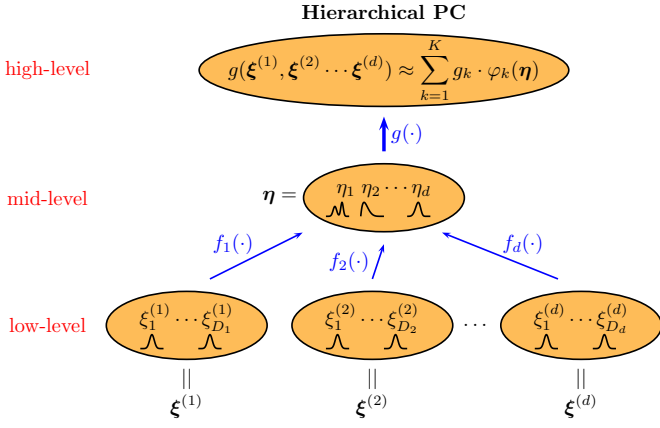 Hierarchical PC
high-level
g(ξ^{(1)}, ξ^{(2)} ⋯ ξ^{(d)}) ≈ \sum_{k=1}^{K} g_k · φ_k(η)
g(·)
mid-level
η = η_1 η_2 ⋯ η_d
f_1(·) f_2(·) f_d(·)
low-level
ξ_1^{(1)} ⋯ ξ_{D_1}^{(1)} ξ_1^{(2)} ⋯ ξ_{D_2}^{(2)} ⋯ ξ_1^{(d)} ⋯ ξ_{D_d}^{(d)}
|| || ||
ξ^{(1)} ξ^{(2)} ξ^{(d)}